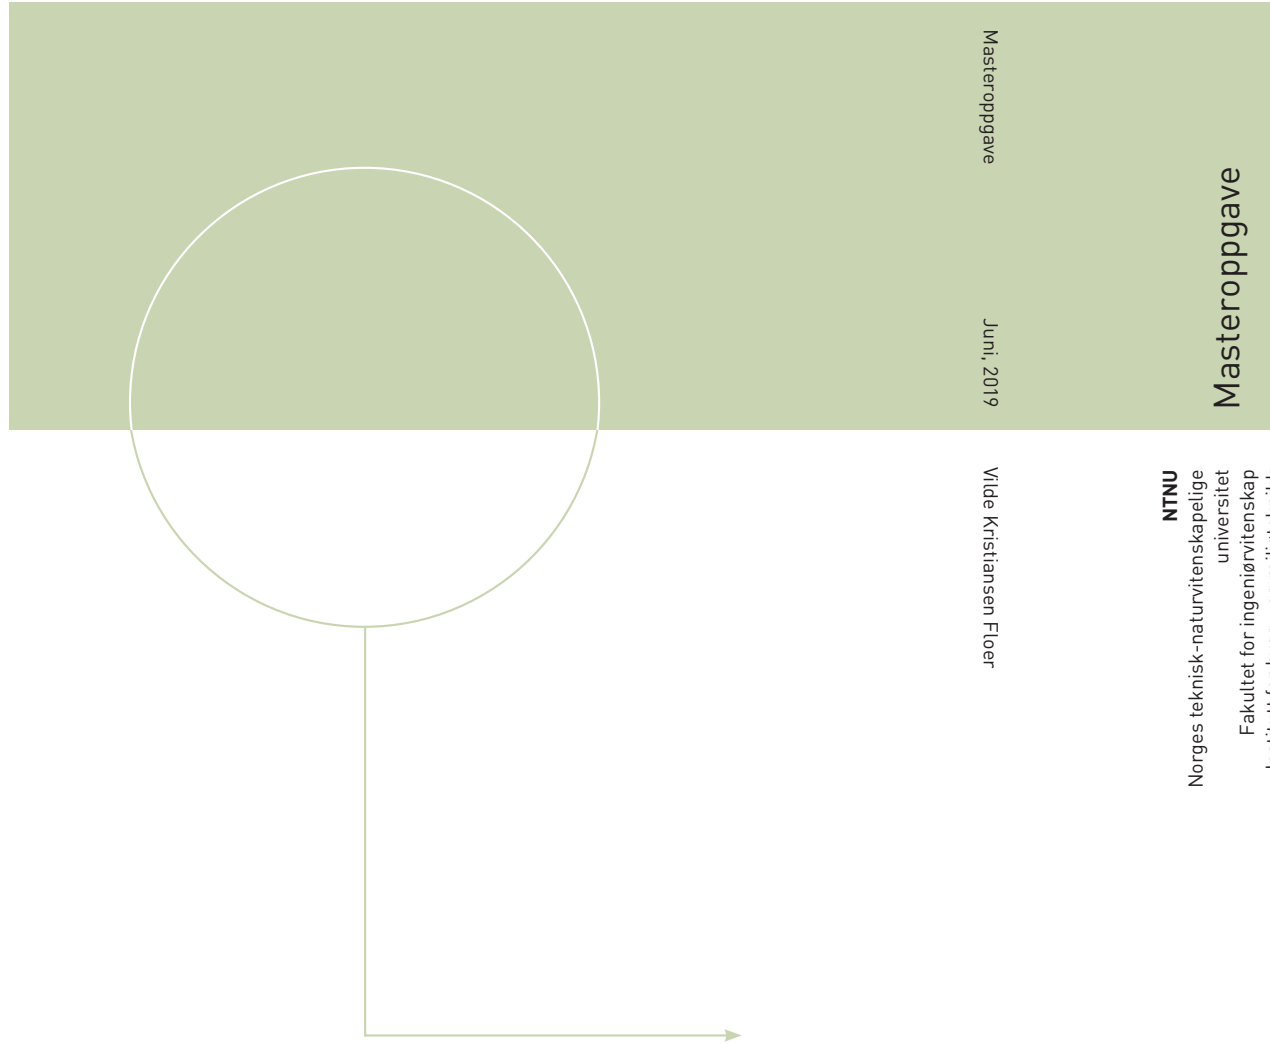 Masteroppgave
Juni, 2019
Vilde Kristiansen Floer
Masteroppgave
NTNU
Norges teknisk-naturvitenskapelige
universitet
Fakultet for ingeniørvitenskap